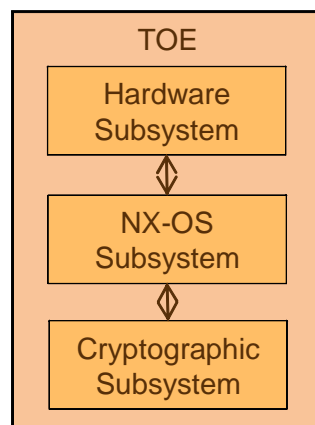 TOE
Hardware
Subsystem
NX-OS
Subsystem
Cryptographic
Subsystem